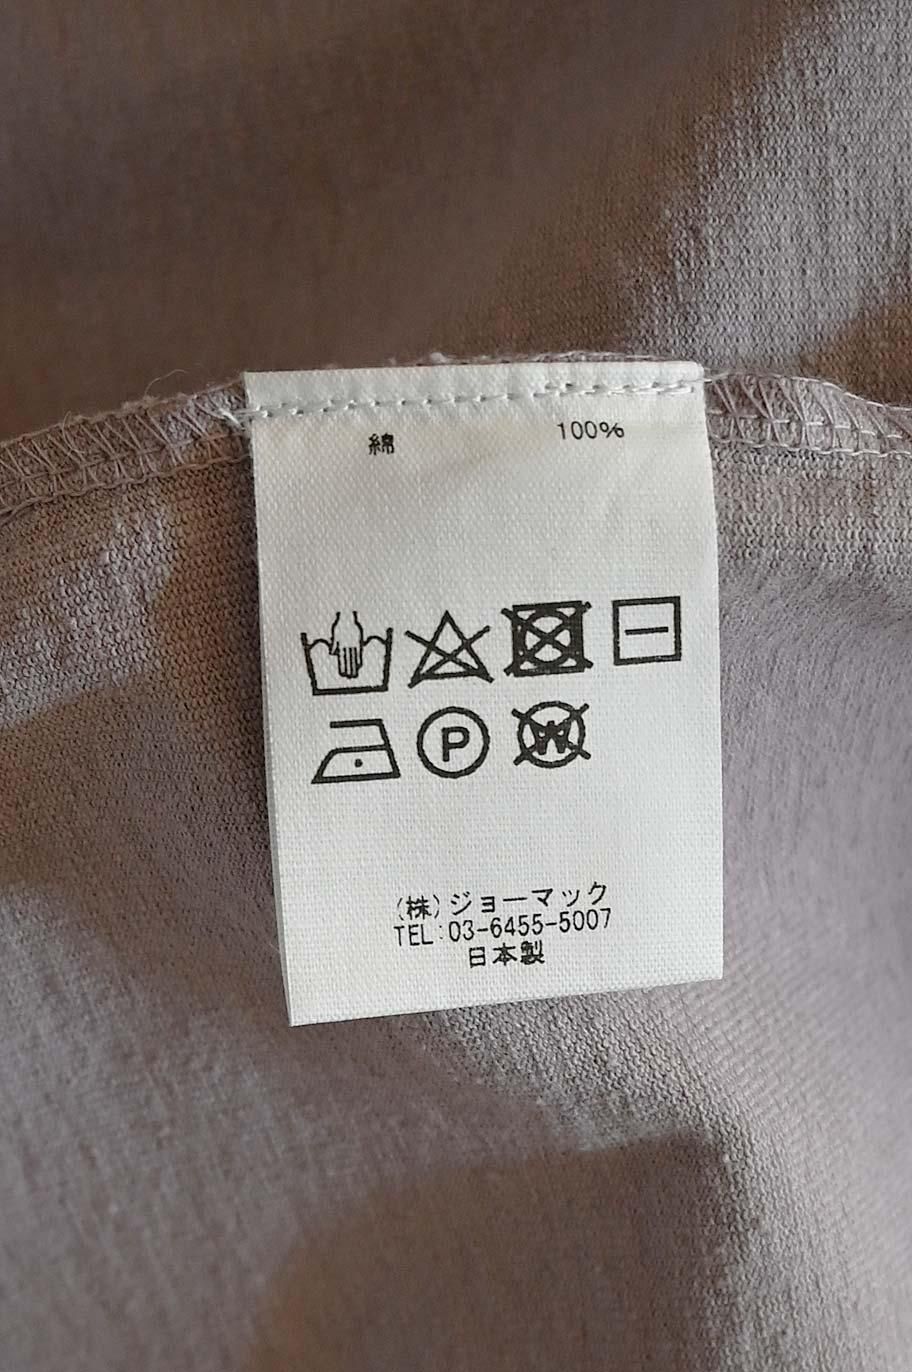 綿 100%
P
W
(株)ジョーマック
TEL:03-6455-5007
日本製